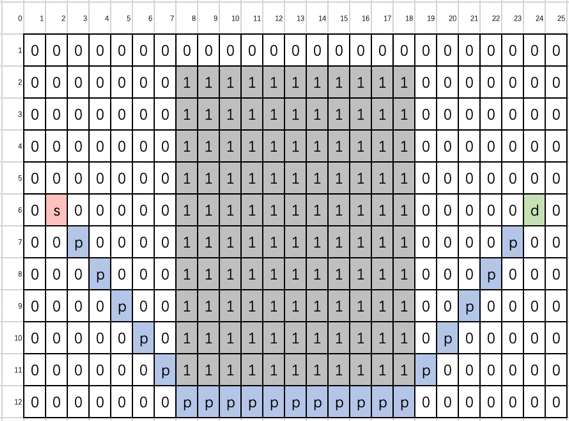 0 1 2 3 4 5 6 7 8 9 10 11 12 13 14 15 16 17 18 19 20 21 22 23 24 25
1 0 0 0 0 0 0 0 0 0 0 0 0 0 0 0 0 0 0 0 0 0 0 0 0 0
2 0 0 0 0 0 0 0 1 1 1 1 1 1 1 1 1 1 1 0 0 0 0 0 0 0
3 0 0 0 0 0 0 0 1 1 1 1 1 1 1 1 1 1 1 0 0 0 0 0 0 0
4 0 0 0 0 0 0 0 1 1 1 1 1 1 1 1 1 1 1 0 0 0 0 0 0 0
5 0 0 0 0 0 0 0 1 1 1 1 1 1 1 1 1 1 1 0 0 0 0 0 0 0
6 0 s 0 0 0 0 0 1 1 1 1 1 1 1 1 1 1 1 0 0 0 0 0 d 0
7 0 0 p 0 0 0 0 1 1 1 1 1 1 1 1 1 1 1 0 0 0 0 p 0 0
8 0 0 0 p 0 0 0 1 1 1 1 1 1 1 1 1 1 1 0 0 0 p 0 0 0
9 0 0 0 0 p 0 0 1 1 1 1 1 1 1 1 1 1 1 0 0 p 0 0 0 0
10 0 0 0 0 0 p 0 1 1 1 1 1 1 1 1 1 1 1 0 p 0 0 0 0 0
11 0 0 0 0 0 0 p 1 1 1 1 1 1 1 1 1 1 1 p 0 0 0 0 0 0
12 0 0 0 0 0 0 0 p p p p p p p p p p p 0 0 0 0 0 0 0